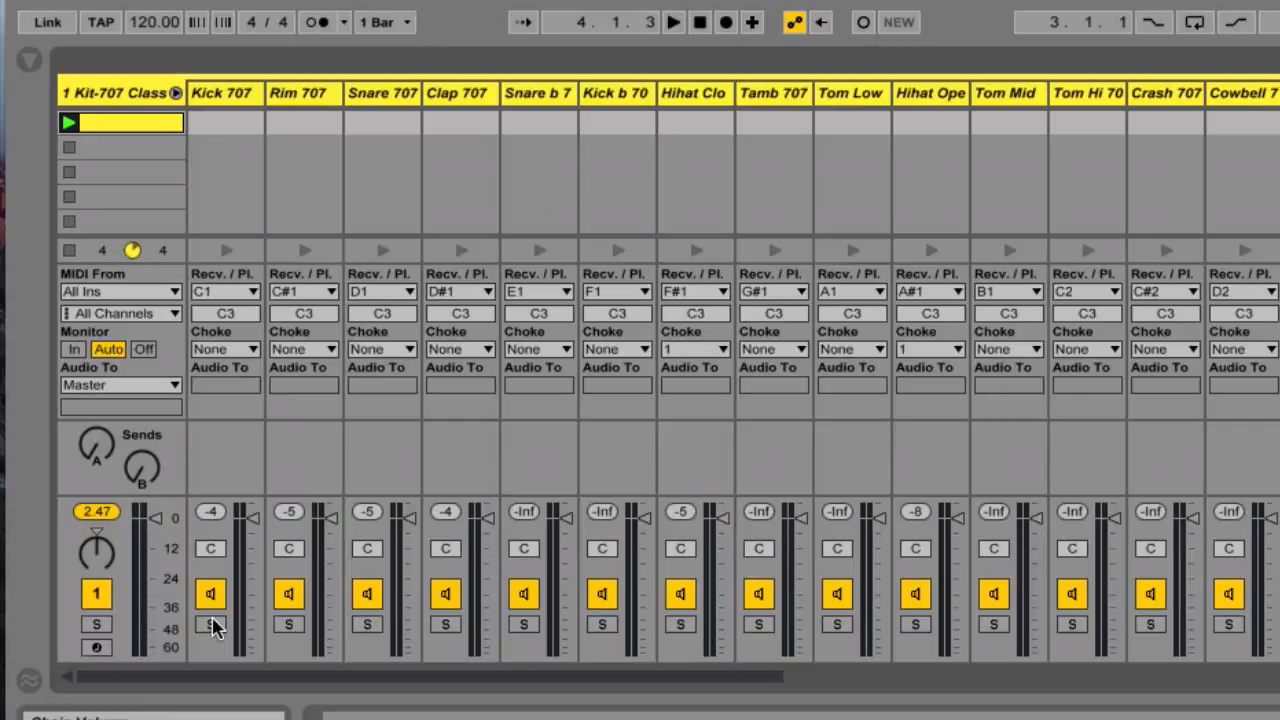 Link TAP 120.00 4 / 4 1 Bar 4. 1. 3 NEW 3. 1. 1
1 Kit-707 Class Kick 707 Rim 707 Snare 707 Clap 707 Snare b 7 Kick b 70 Hihat Clo Tamb 707 Tom Low Hihat Ope Tom Mid Tom Hi 70 Crash 707 Cowbell 7
4 4
MIDI From Recv. / Pl. Recv. / Pl. Recv. / Pl. Recv. / Pl. Recv. / Pl. Recv. / Pl. Recv. / Pl. Recv. / Pl. Recv. / Pl. Recv. / Pl. Recv. / Pl. Recv. / Pl. Recv. / Pl. Recv. / Pl.
All Ins C1 C#1 D1 D#1 E1 F1 F#1 G#1 A1 A#1 B1 C2 C#2 D2
All Channels C3 C3 C3 C3 C3 C3 C3 C3 C3 C3 C3 C3 C3 C3
Monitor Choke Choke Choke Choke Choke Choke Choke Choke Choke Choke Choke Choke Choke Choke
In Auto Off None None None None None None 1 None None 1 None None None None
Audio To Audio To Audio To Audio To Audio To Audio To Audio To Audio To Audio To Audio To Audio To Audio To Audio To Audio To Audio To
Master
Sends
A
B
2.47 0 -4 -5 -5 -4 -Inf -Inf -5 -Inf -Inf -8 -Inf -Inf -Inf -Inf
12 C C C C C C C C C C C C C C
24
1
36
S 48 S S S S S S S S S S S S S S
60